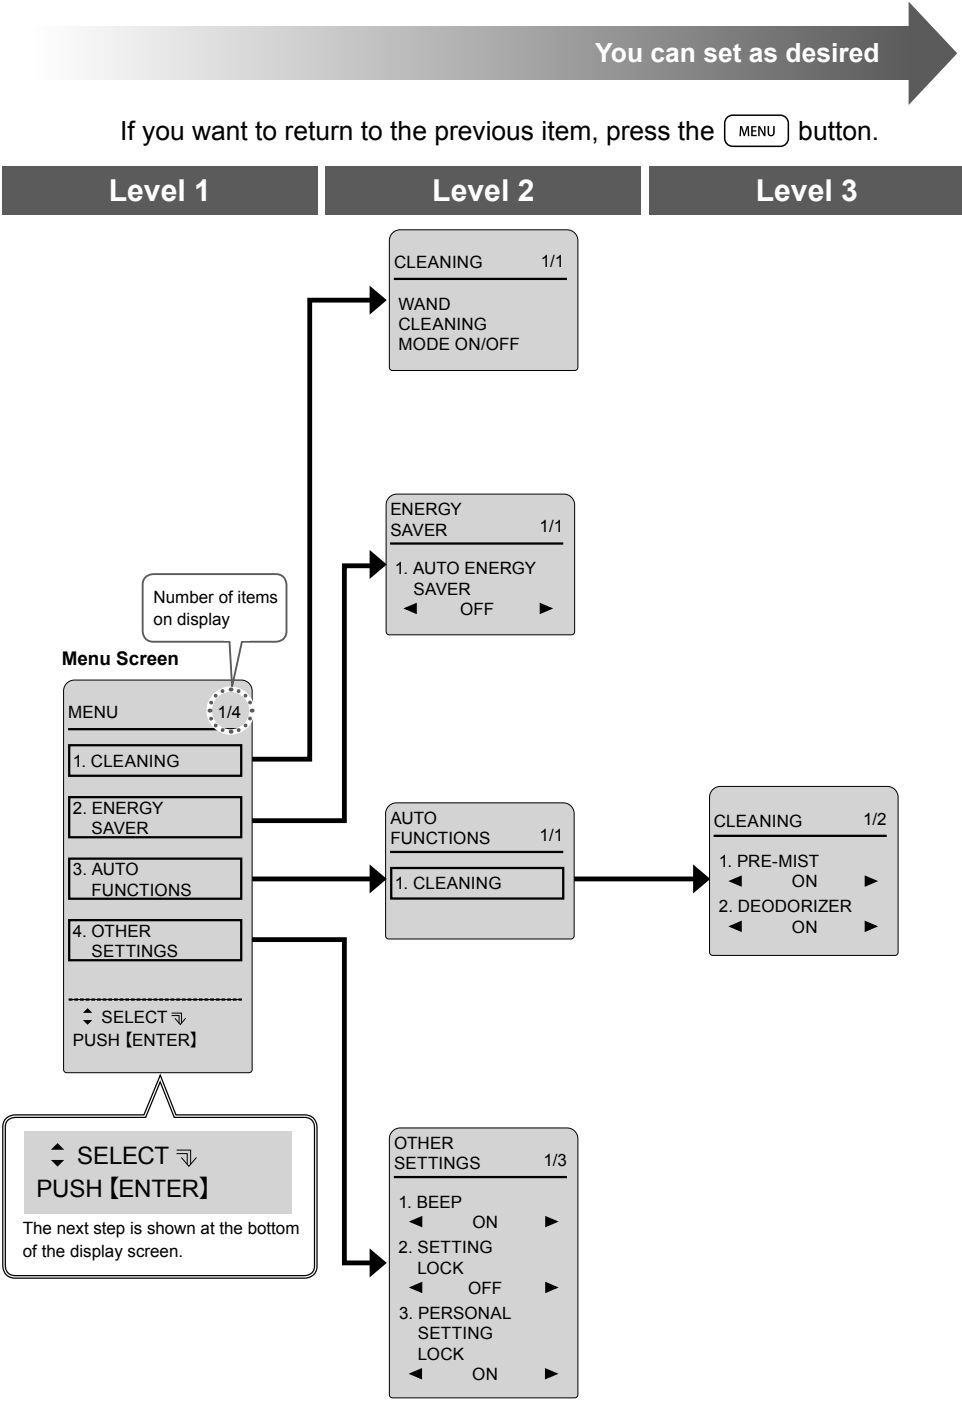 You can set as desired
If you want to return to the previous item, press the MENU button.
Level 1
Level 2
Level 3
CLEANING 1/1
WAND
CLEANING
MODE ON/OFF
ENERGY
SAVER 1/1
1. AUTO ENERGY
SAVER
◄ OFF ►
Number of items
on display
Menu Screen
MENU 1/4
1. CLEANING
2. ENERGY
SAVER
3. AUTO
FUNCTIONS
4. OTHER
SETTINGS
SELECT
PUSH【ENTER】
AUTO
FUNCTIONS 1/1
1. CLEANING
CLEANING 1/2
1. PRE-MIST
◄ ON ►
2. DEODORIZER
◄ ON ►
SELECT
PUSH【ENTER】
The next step is shown at the bottom
of the display screen.
OTHER
SETTINGS 1/3
1. BEEP
◄ ON ►
2. SETTING
LOCK
◄ OFF ►
3. PERSONAL
SETTING
LOCK
◄ ON ►